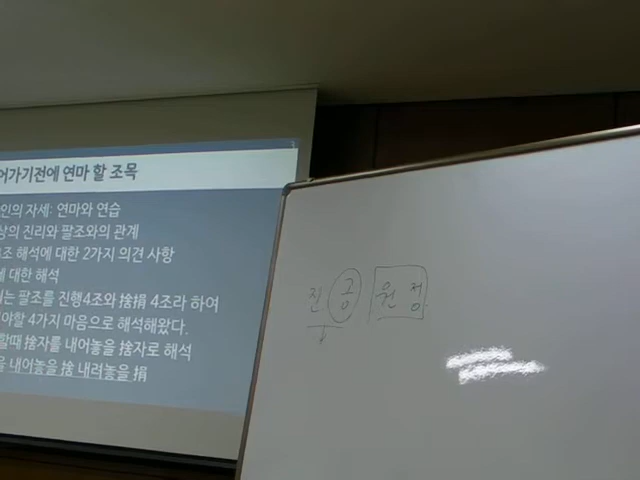 3
어가기전에 연마 할 조목
인의 자세: 연마와 연습
상의 진리와 팔조와의 관계
조 해석에 대한 2가지 의견 사항
에 대한 해석
는 팔조를 진행4조와 捨捐 4조라 하여
야할 4가지 마음으로 해석해왔다.
할때 捨자를 내어놓을 捨자로 해석
을 내어놓을 捨 내려놓을 捐
진 공 원 정